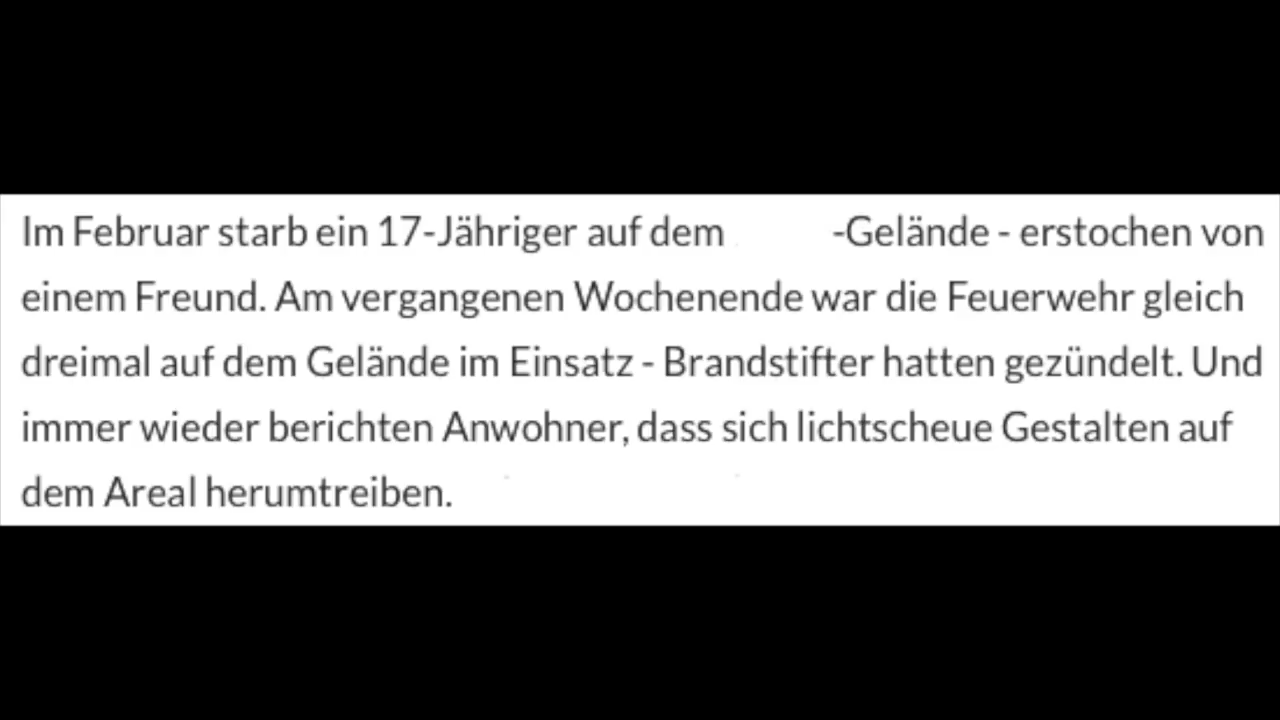 Im Februar starb ein 17-Jähriger auf dem -Gelände - erstochen von
einem Freund. Am vergangenen Wochenende war die Feuerwehr gleich
dreimal auf dem Gelände im Einsatz - Brandstifter hatten gezündelt. Und
immer wieder berichten Anwohner, dass sich lichtscheue Gestalten auf
dem Areal herumtreiben.